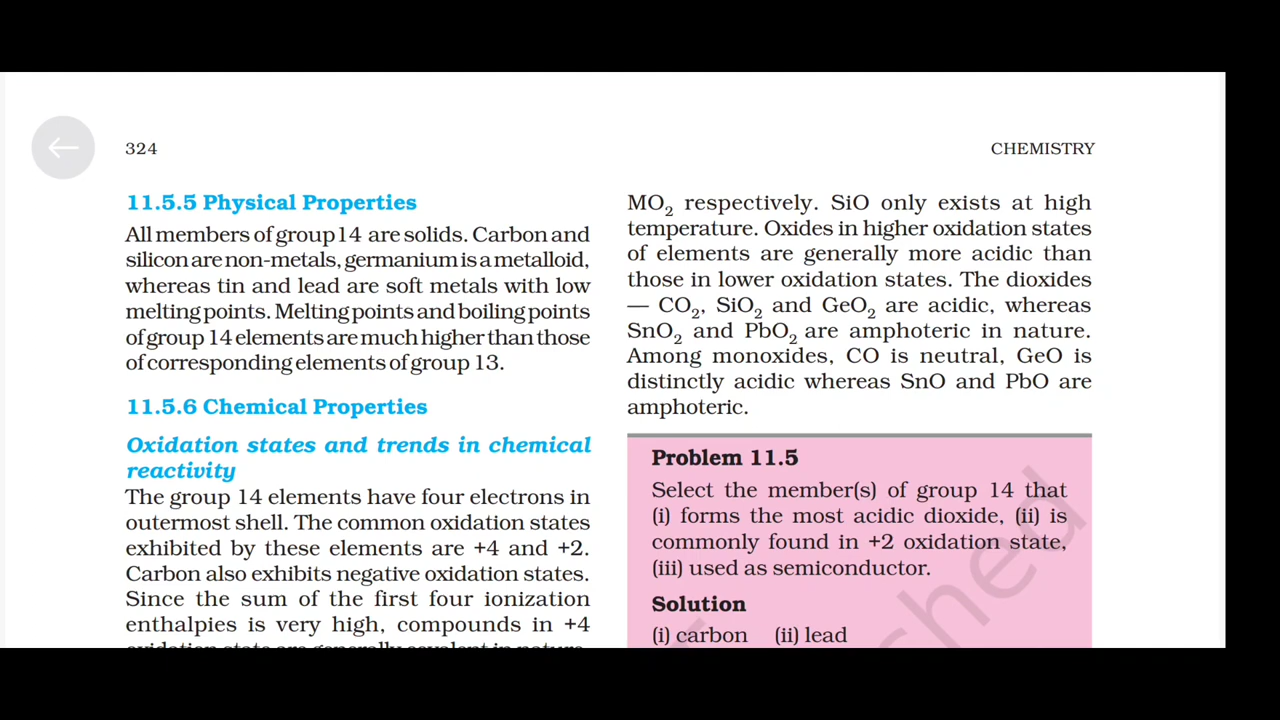 324
CHEMISTRY
11.5.5 Physical Properties
All members of group14 are solids. Carbon and
silicon are non-metals, germanium is a metalloid,
whereas tin and lead are soft metals with low
melting points. Melting points and boiling points
of group 14 elements are much higher than those
of corresponding elements of group 13.
11.5.6 Chemical Properties
Oxidation states and trends in chemical
reactivity
The group 14 elements have four electrons in
outermost shell. The common oxidation states
exhibited by these elements are +4 and +2.
Carbon also exhibits negative oxidation states.
Since the sum of the first four ionization
enthalpies is very high, compounds in +4
oxidation state are generally covalent in nature.
MO₂ respectively. SiO only exists at high
temperature. Oxides in higher oxidation states
of elements are generally more acidic than
those in lower oxidation states. The dioxides
— CO₂, SiO₂ and GeO₂ are acidic, whereas
SnO₂ and PbO₂ are amphoteric in nature.
Among monoxides, CO is neutral, GeO is
distinctly acidic whereas SnO and PbO are
amphoteric.
Problem 11.5
Select the member(s) of group 14 that
(i) forms the most acidic dioxide, (ii) is
commonly found in +2 oxidation state,
(iii) used as semiconductor.
Solution
(i) carbon (ii) lead